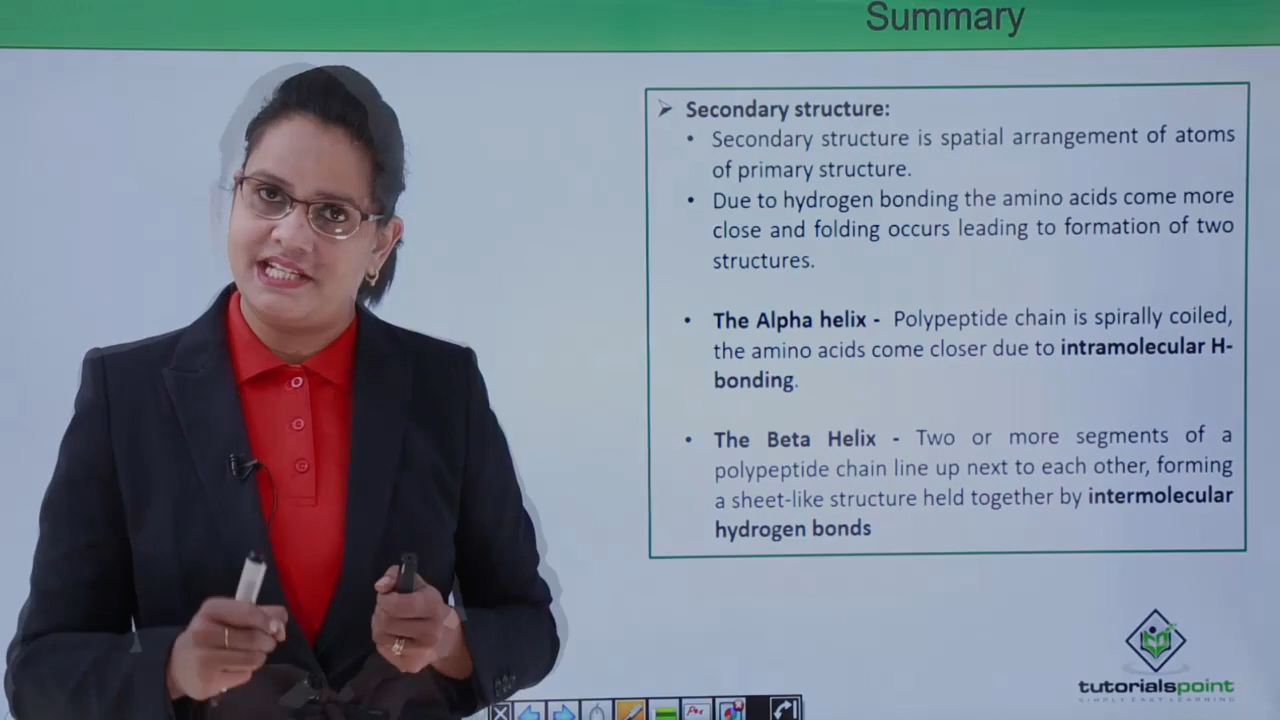 Summary
Secondary structure:
Secondary structure is spatial arrangement of atoms
of primary structure.
Due to hydrogen bonding the amino acids come more
close and folding occurs leading to formation of two
structures.
The Alpha helix - Polypeptide chain is spirally coiled,
the amino acids come closer due to intramolecular H-
bonding.
The Beta Helix - Two or more segments of a
polypeptide chain line up next to each other, forming
a sheet-like structure held together by intermolecular
hydrogen bonds
tutorialspoint
SIMPLY EASY LEARNING